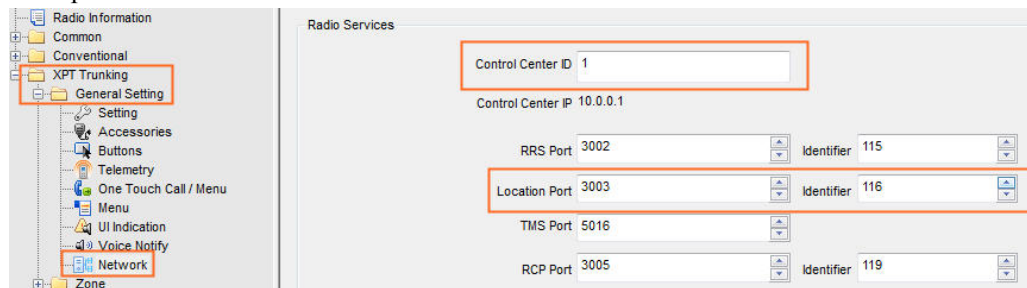 Radio Information
Common
Conventional
XPT Trunking
General Setting
Setting
Accessories
Buttons
Telemetry
One Touch Call / Menu
Menu
UI Indication
Voice Notify
Network
Zone
Radio Services
Control Center ID 1
Control Center IP 10.0.0.1
RRS Port 3002 Identifier 115
Location Port 3003 Identifier 116
TMS Port 5016
RCP Port 3005 Identifier 119